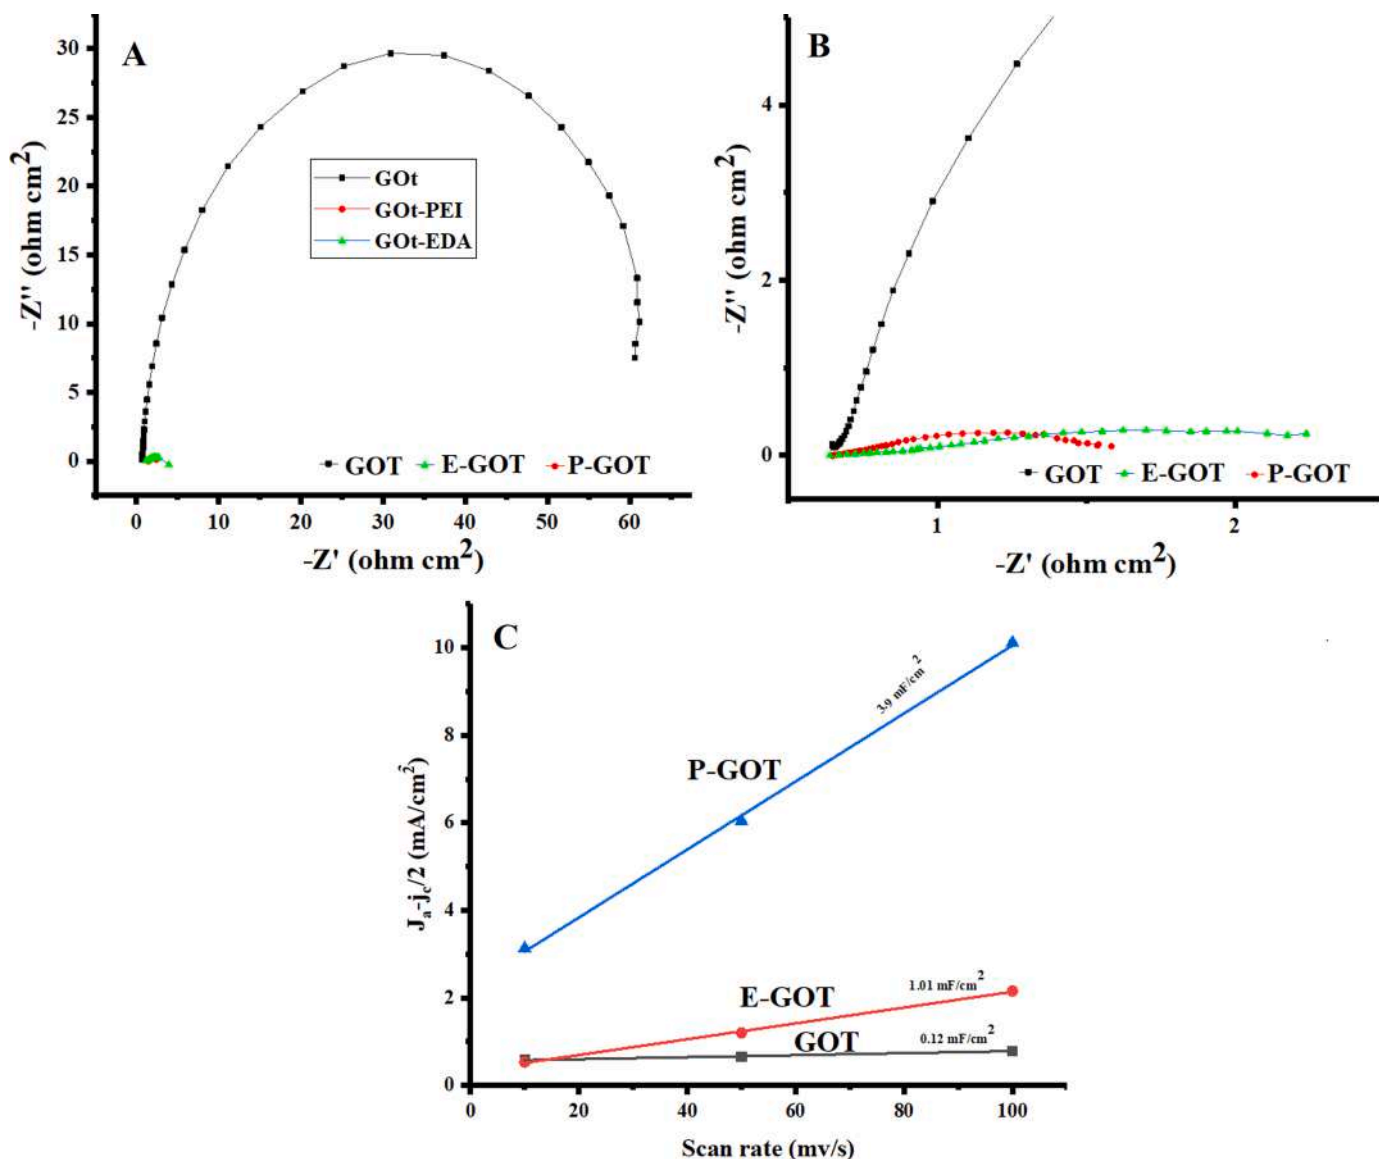 A
-Z'' (ohm cm2)
30
25
20
15
10
5
0
GOt
GOt-PEI
GOt-EDA
GOT E-GOT P-GOT
0 10 20 30 40 50 60
-Z' (ohm cm2)
B
-Z'' (ohm cm2)
4
2
0
GOT E-GOT P-GOT
1 2
-Z' (ohm cm2)
C
Ja-jc/2 (mA/cm2)
10
8
6
4
2
0
3.9 mF/cm2
P-GOT
E-GOT
1.01 mF/cm2
GOT
0.12 mF/cm2
0 20 40 60 80 100
Scan rate (mv/s)